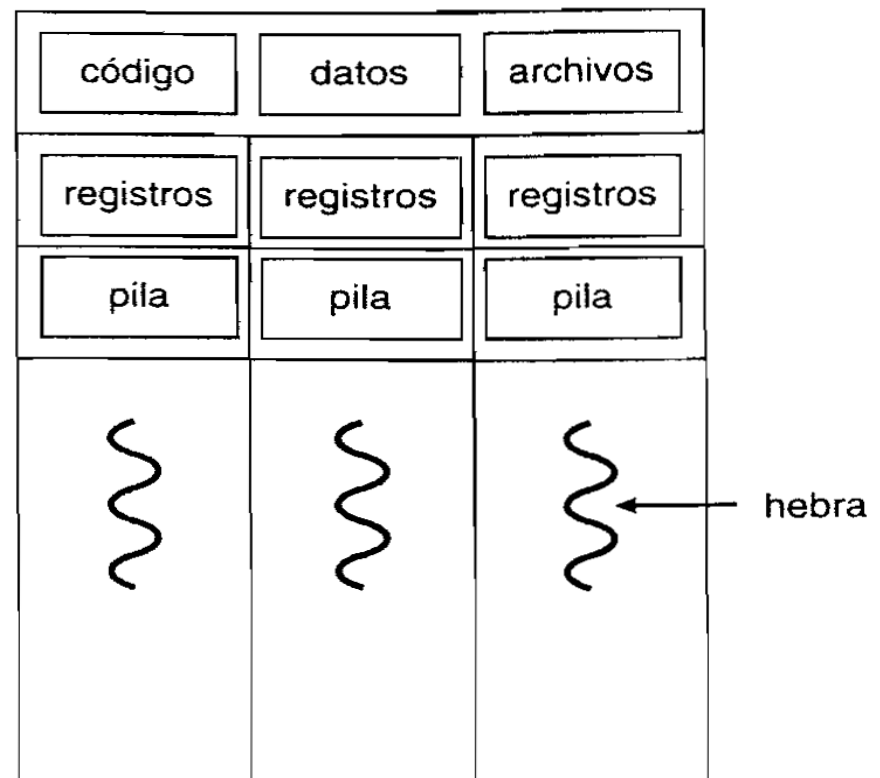 código datos archivos
registros registros registros
pila pila pila
hebra